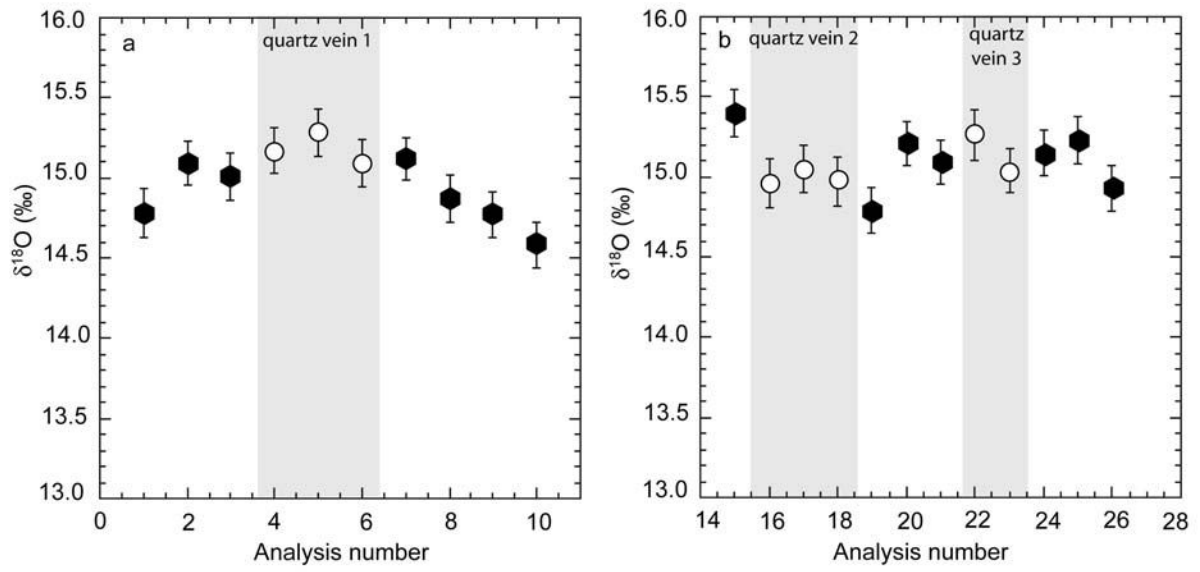 a
quartz vein 1
16.0
15.5
15.0
14.5
14.0
13.5
13.0
δ¹⁸O (‰)
0 2 4 6 8 10
Analysis number
b
quartz vein 2
quartz
vein 3
16.0
15.5
15.0
14.5
14.0
13.5
13.0
δ¹⁸O (‰)
14 16 18 20 22 24 26 28
Analysis number